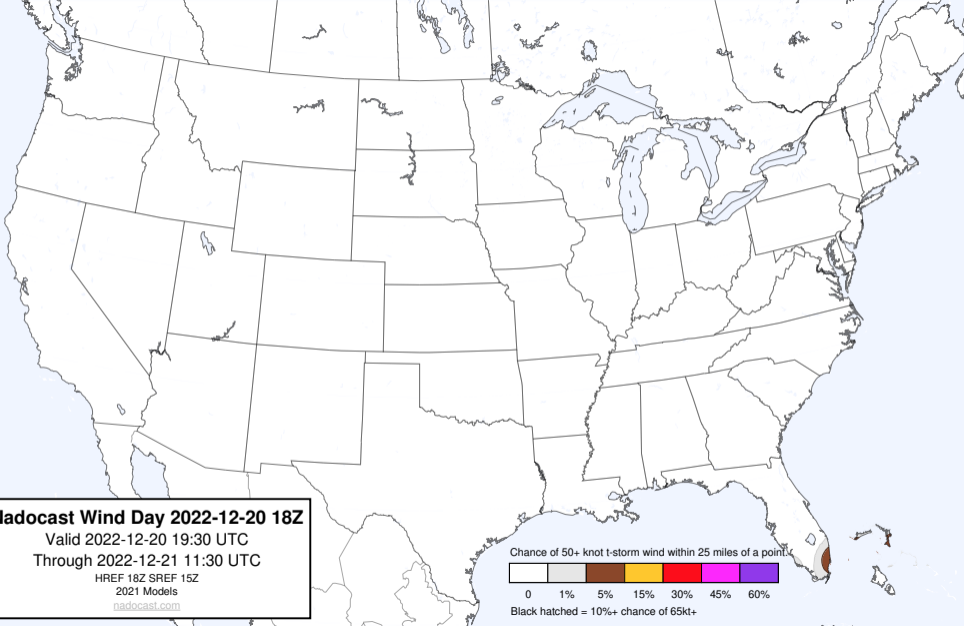 ladocast Wind Day 2022-12-20 18Z
Valid 2022-12-20 19:30 UTC
Through 2022-12-21 11:30 UTC
HREF 18Z SREF 15Z
2021 Models
nadocast.com
Chance of 50+ knot t-storm wind within 25 miles of a point.
0 1% 5% 15% 30% 45% 60%
Black hatched = 10%+ chance of 65kt+